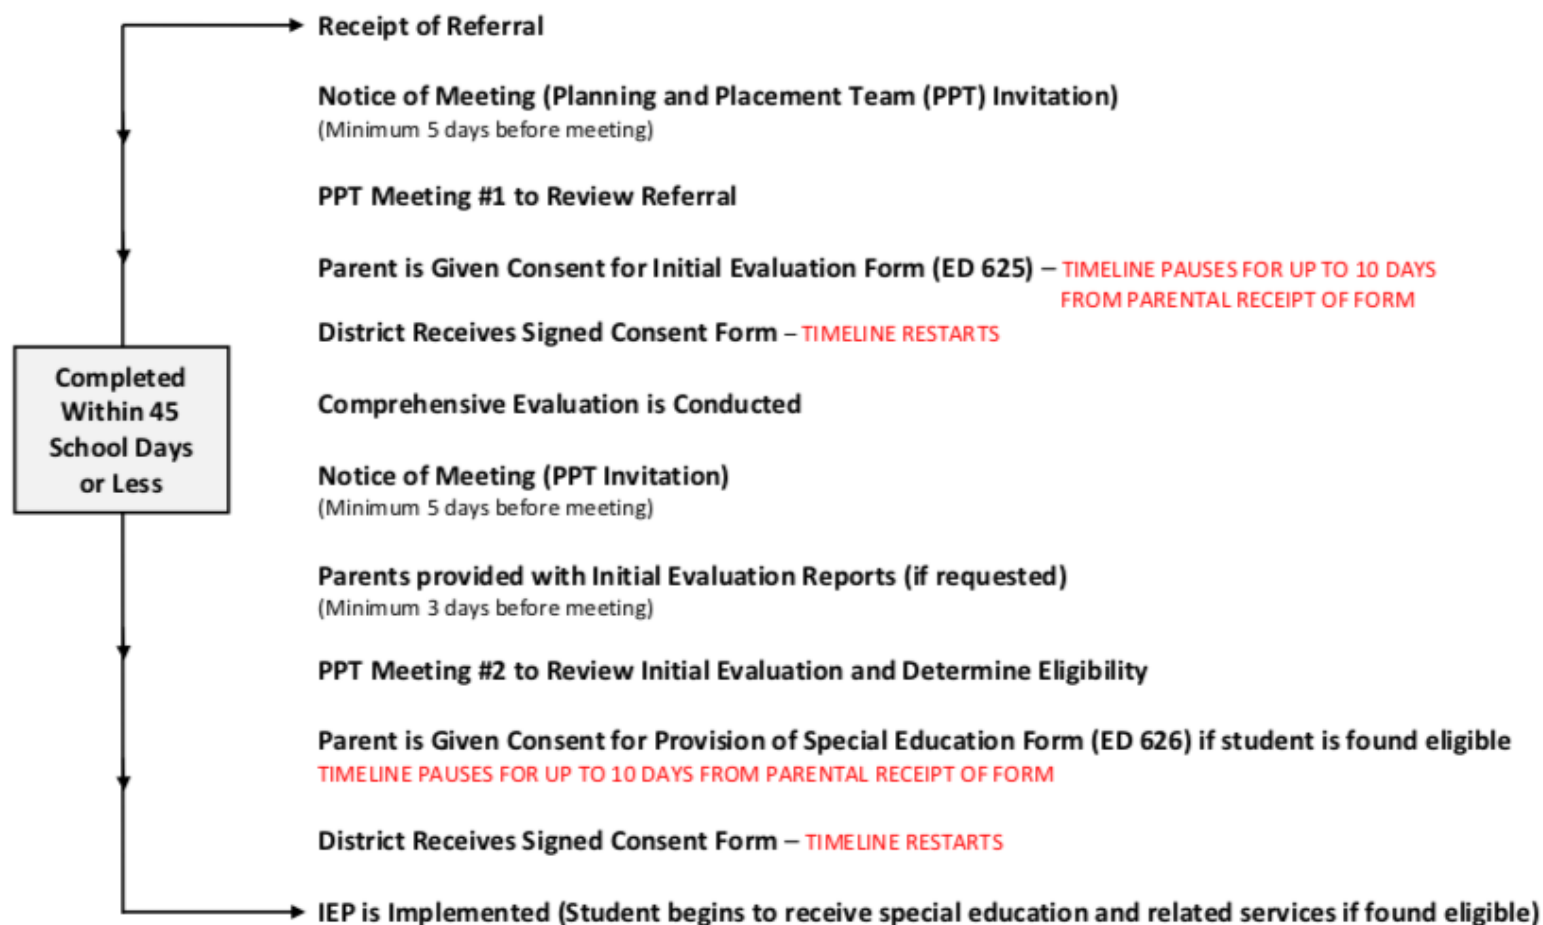 Receipt of Referral
Notice of Meeting (Planning and Placement Team (PPT) Invitation)
(Minimum 5 days before meeting)
PPT Meeting #1 to Review Referral
Parent is Given Consent for Initial Evaluation Form (ED 625) – TIMELINE PAUSES FOR UP TO 10 DAYS
FROM PARENTAL RECEIPT OF FORM
District Receives Signed Consent Form – TIMELINE RESTARTS
Completed
Within 45
School Days
or Less
Comprehensive Evaluation is Conducted
Notice of Meeting (PPT Invitation)
(Minimum 5 days before meeting)
Parents provided with Initial Evaluation Reports (if requested)
(Minimum 3 days before meeting)
PPT Meeting #2 to Review Initial Evaluation and Determine Eligibility
Parent is Given Consent for Provision of Special Education Form (ED 626) if student is found eligible
TIMELINE PAUSES FOR UP TO 10 DAYS FROM PARENTAL RECEIPT OF FORM
District Receives Signed Consent Form – TIMELINE RESTARTS
IEP is Implemented (Student begins to receive special education and related services if found eligible)